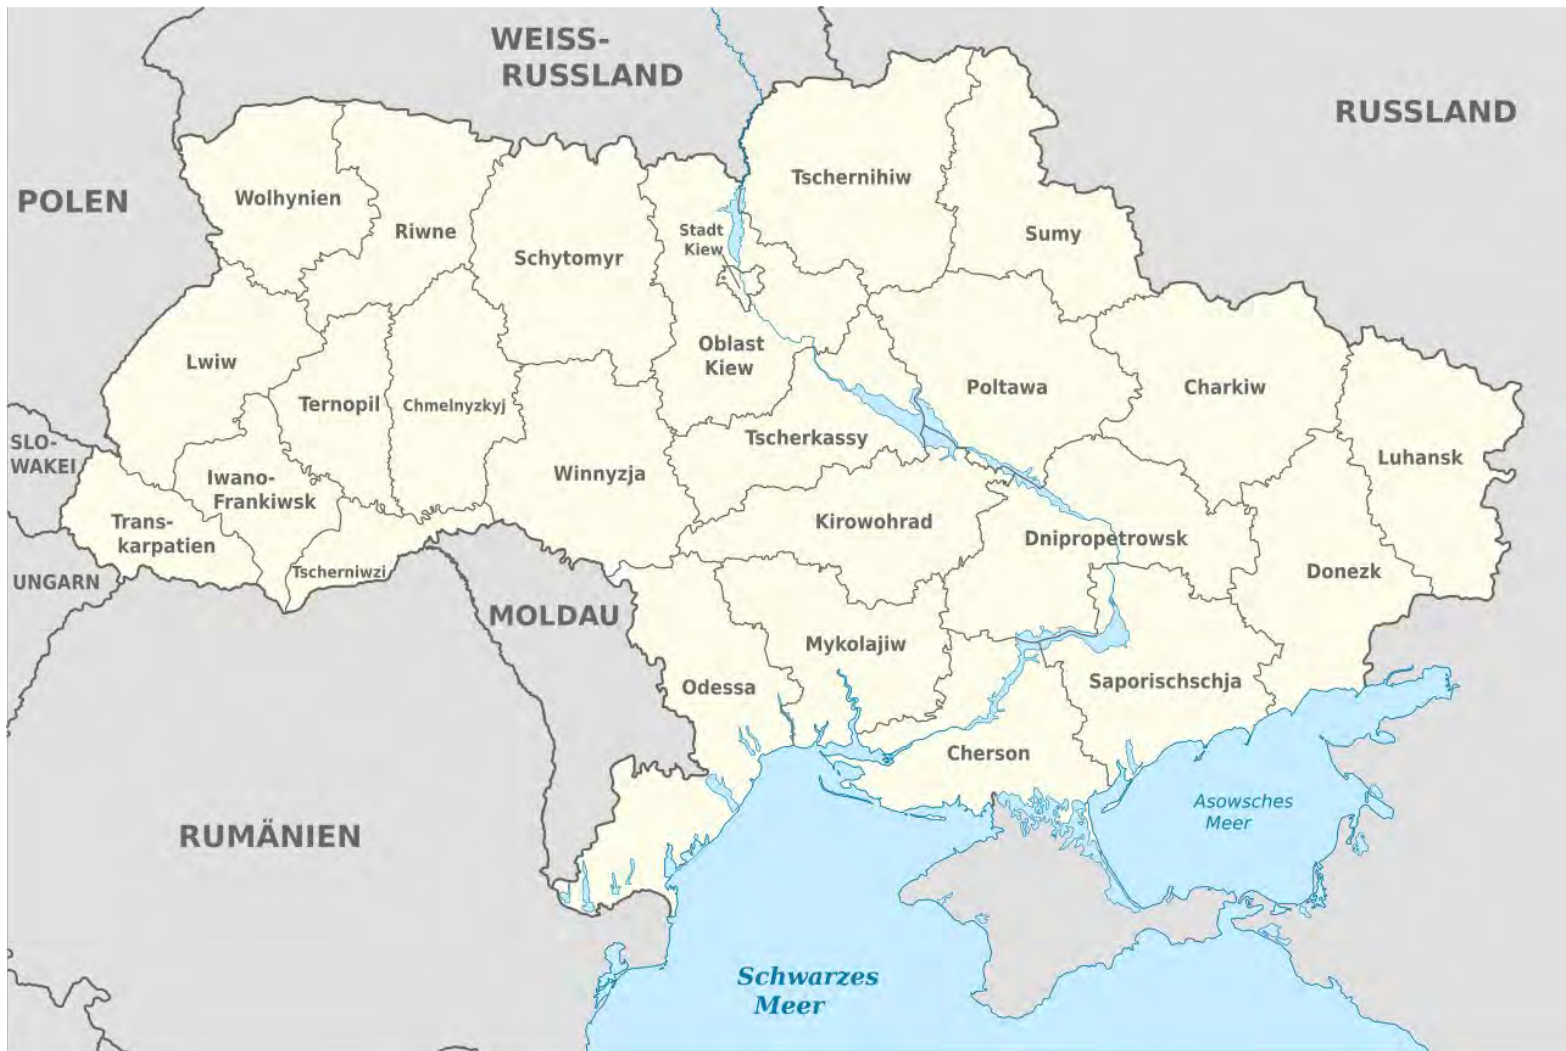 WEISS-
RUSSLAND
RUSSLAND
POLEN
Wolhynien
Riwne
Tschernihiw
Sumy
Stadt
Kiew
Schytomyr
Lwiw
Oblast
Kiew
Ternopil
Chmelnyzkyj
Poltawa
Charkiw
SLO-
WAKEI
Tscherkassy
Luhansk
Iwano-
Frankiwsk
Winnyzja
Trans-
karpatien
Kirowohrad
Dnipropetrowsk
UNGARN
Tscherniwzi
Donezk
MOLDAU
Mykolajiw
Odessa
Saporischschja
Cherson
Asowsches
Meer
RUMÄNIEN
Schwarzes
Meer